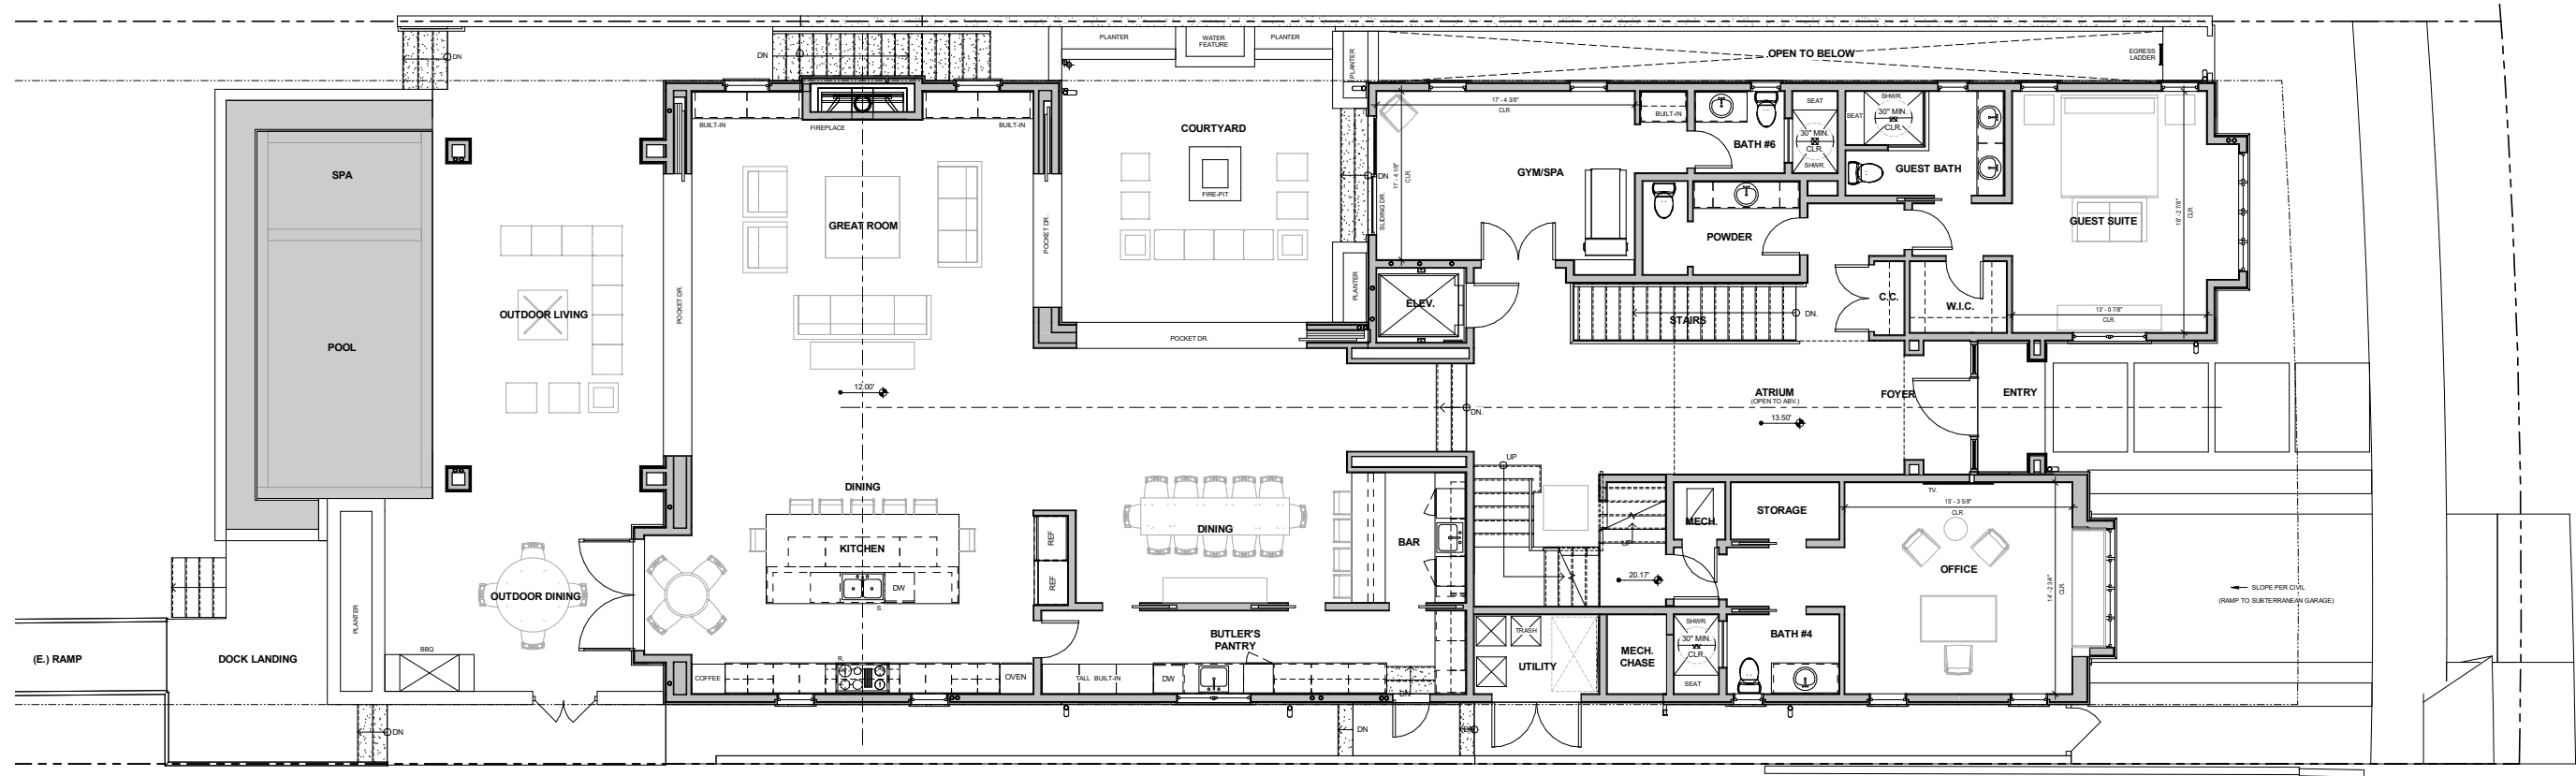 DN
DN
PLANTER
WATER
FEATURE
PLANTER
PLANTER
OPEN TO BELOW
EGRESS
LADDER
SPA
POOL
BUILT-IN
FIREPLACE
BUILT-IN
COURTYARD
FIRE-PIT
DN
17' - 4 3/8"
CLR.
11' - 4 1/8"
CLR.
SLIDING DR.
BUILT-IN
BATH #6
SEAT
30" MIN.
CLR.
SHWR.
SHWR.
SEAT
30" MIN.
CLR.
GUEST BATH
GYM/SPA
GREAT ROOM
POCKET DR.
POCKET DR.
POWDER
GUEST SUITE
16' - 2 7/8"
CLR.
OUTDOOR LIVING
PLANTER
ELEV.
STAIRS
DN.
C.C.
W.I.C.
13' - 0 7/8"
CLR.
POCKET DR.
12.00'
DN.
ATRIUM
(OPEN TO ABV.)
13.50'
FOYER
ENTRY
UP
DINING
KITCHEN
DW
S.
REF
REF
DINING
BAR
UP
20.17'
MECH.
STORAGE
TV.
15' - 3 5/8"
CLR.
OFFICE
14' - 2 3/4"
CLR.
SLOPE PER CIVIL
(RAMP TO SUBTERRANEAN GARAGE)
OUTDOOR DINING
PLANTER
(E.) RAMP
DOCK LANDING
BBQ
COFFEE
R.
OVEN
BUTLER'S
PANTRY
TALL BUILT-IN
DW
DN
TRASH
UTILITY
MECH.
CHASE
SHWR.
30" MIN.
CLR.
SEAT
BATH #4
DN
DN
DN